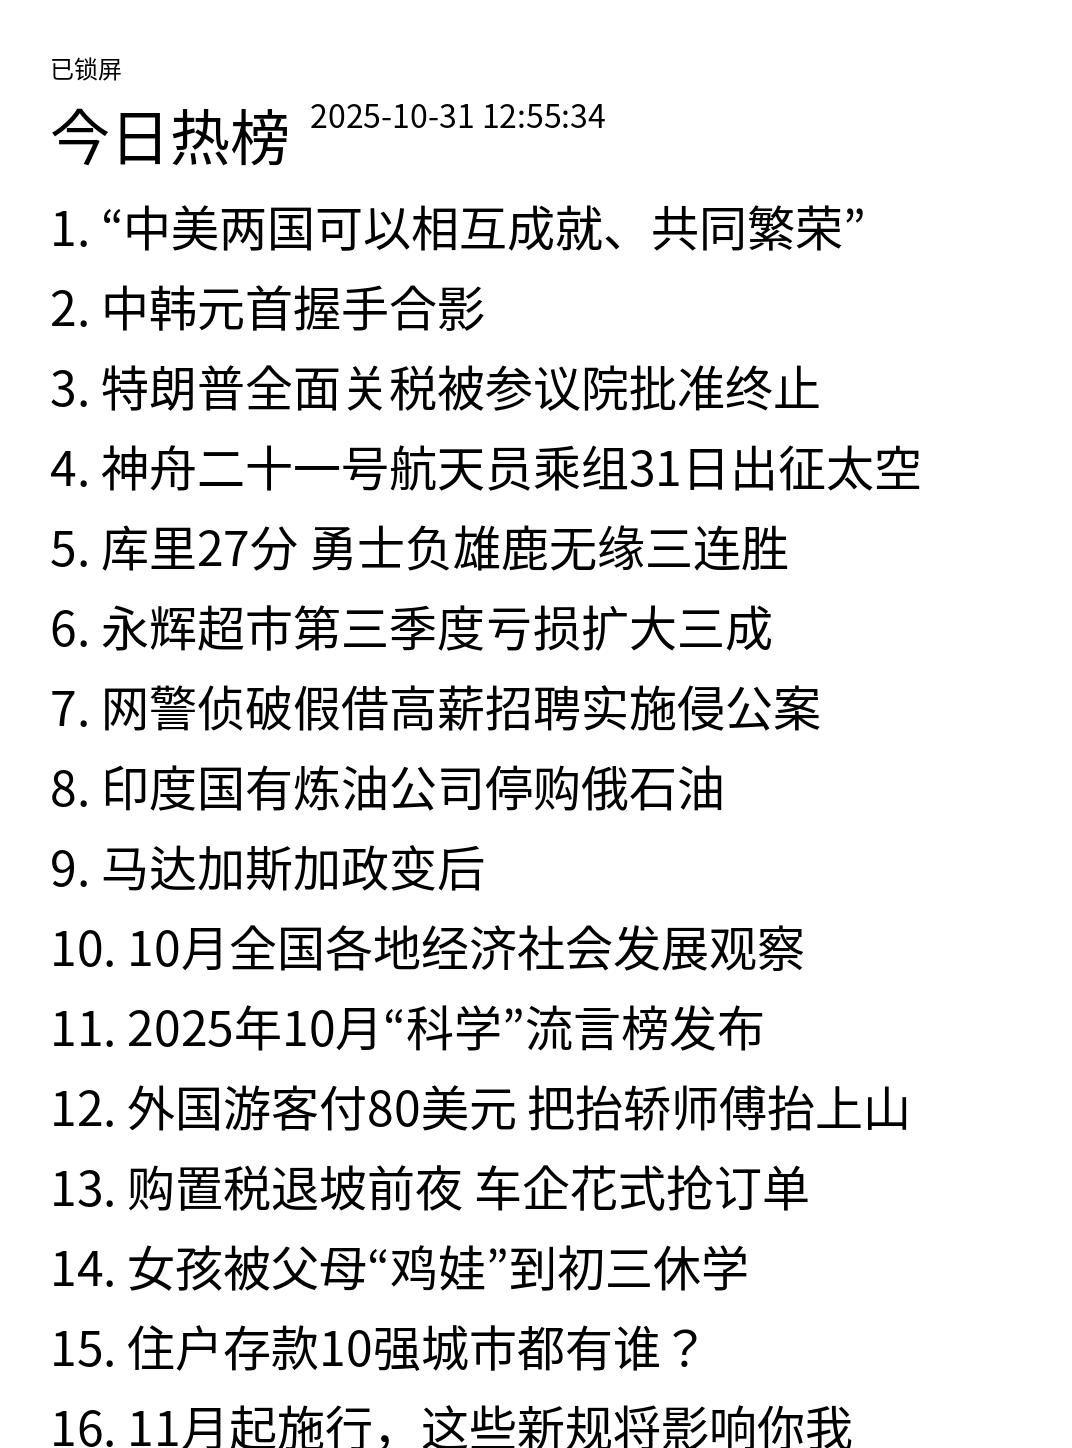 已锁屏
今日热榜 2025-10-31 12:55:34
1. “中美两国可以相互成就、共同繁荣”
2. 中韩元首握手合影
3. 特朗普全面关税被参议院批准终止
4. 神舟二十一号航天员乘组31日出征太空
5. 库里27分 勇士负雄鹿无缘三连胜
6. 永辉超市第三季度亏损扩大三成
7. 网警侦破假借高薪招聘实施侵公案
8. 印度国有炼油公司停购俄石油
9. 马达加斯加政变后
10. 10月全国各地经济社会发展观察
11. 2025年10月“科学”流言榜发布
12. 外国游客付80美元 把抬轿师傅抬上山
13. 购置税退坡前夜 车企花式抢订单
14. 女孩被父母“鸡娃”到初三休学
15. 住户存款10强城市都有谁？
16. 11月起施行，这些新规将影响你我